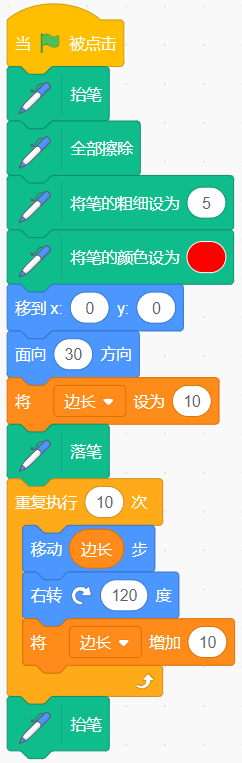 当 被点击
抬笔
全部擦除
将笔的粗细设为 5
将笔的颜色设为
移到 x: 0 y: 0
面向 30 方向
将 边长 设为 10
落笔
重复执行 10 次
移动 边长 步
右转 120 度
将 边长 增加 10
抬笔